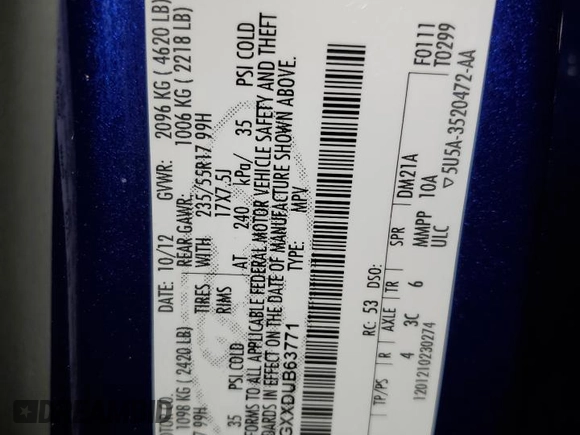 DATE: 10/12 GVWR: 2096 KG ( 4620 LB)
REAR GAWR: 1006 KG ( 2218 LB)
1098 KG ( 2420 LB) TIRES WITH 235/55R17 99H
99H RIMS 17X7.5J
35 PSI COLD AT 240 kPa/ 35 PSI COLD
FORMS TO ALL APPLICABLE FEDERAL MOTOR VEHICLE SAFETY AND THEFT
DARDS IN EFFECT ON THE DATE OF MANUFACTURE SHOWN ABOVE.
GXXDUB63771 TYPE: MPV
F0111
T0299
RC: 53 DSO:
TP/PS R AXLE TR SPR DM21A
4 3C 6 MMPP 10A
1201210230274 ULC ▽5U5A-3520472-AA